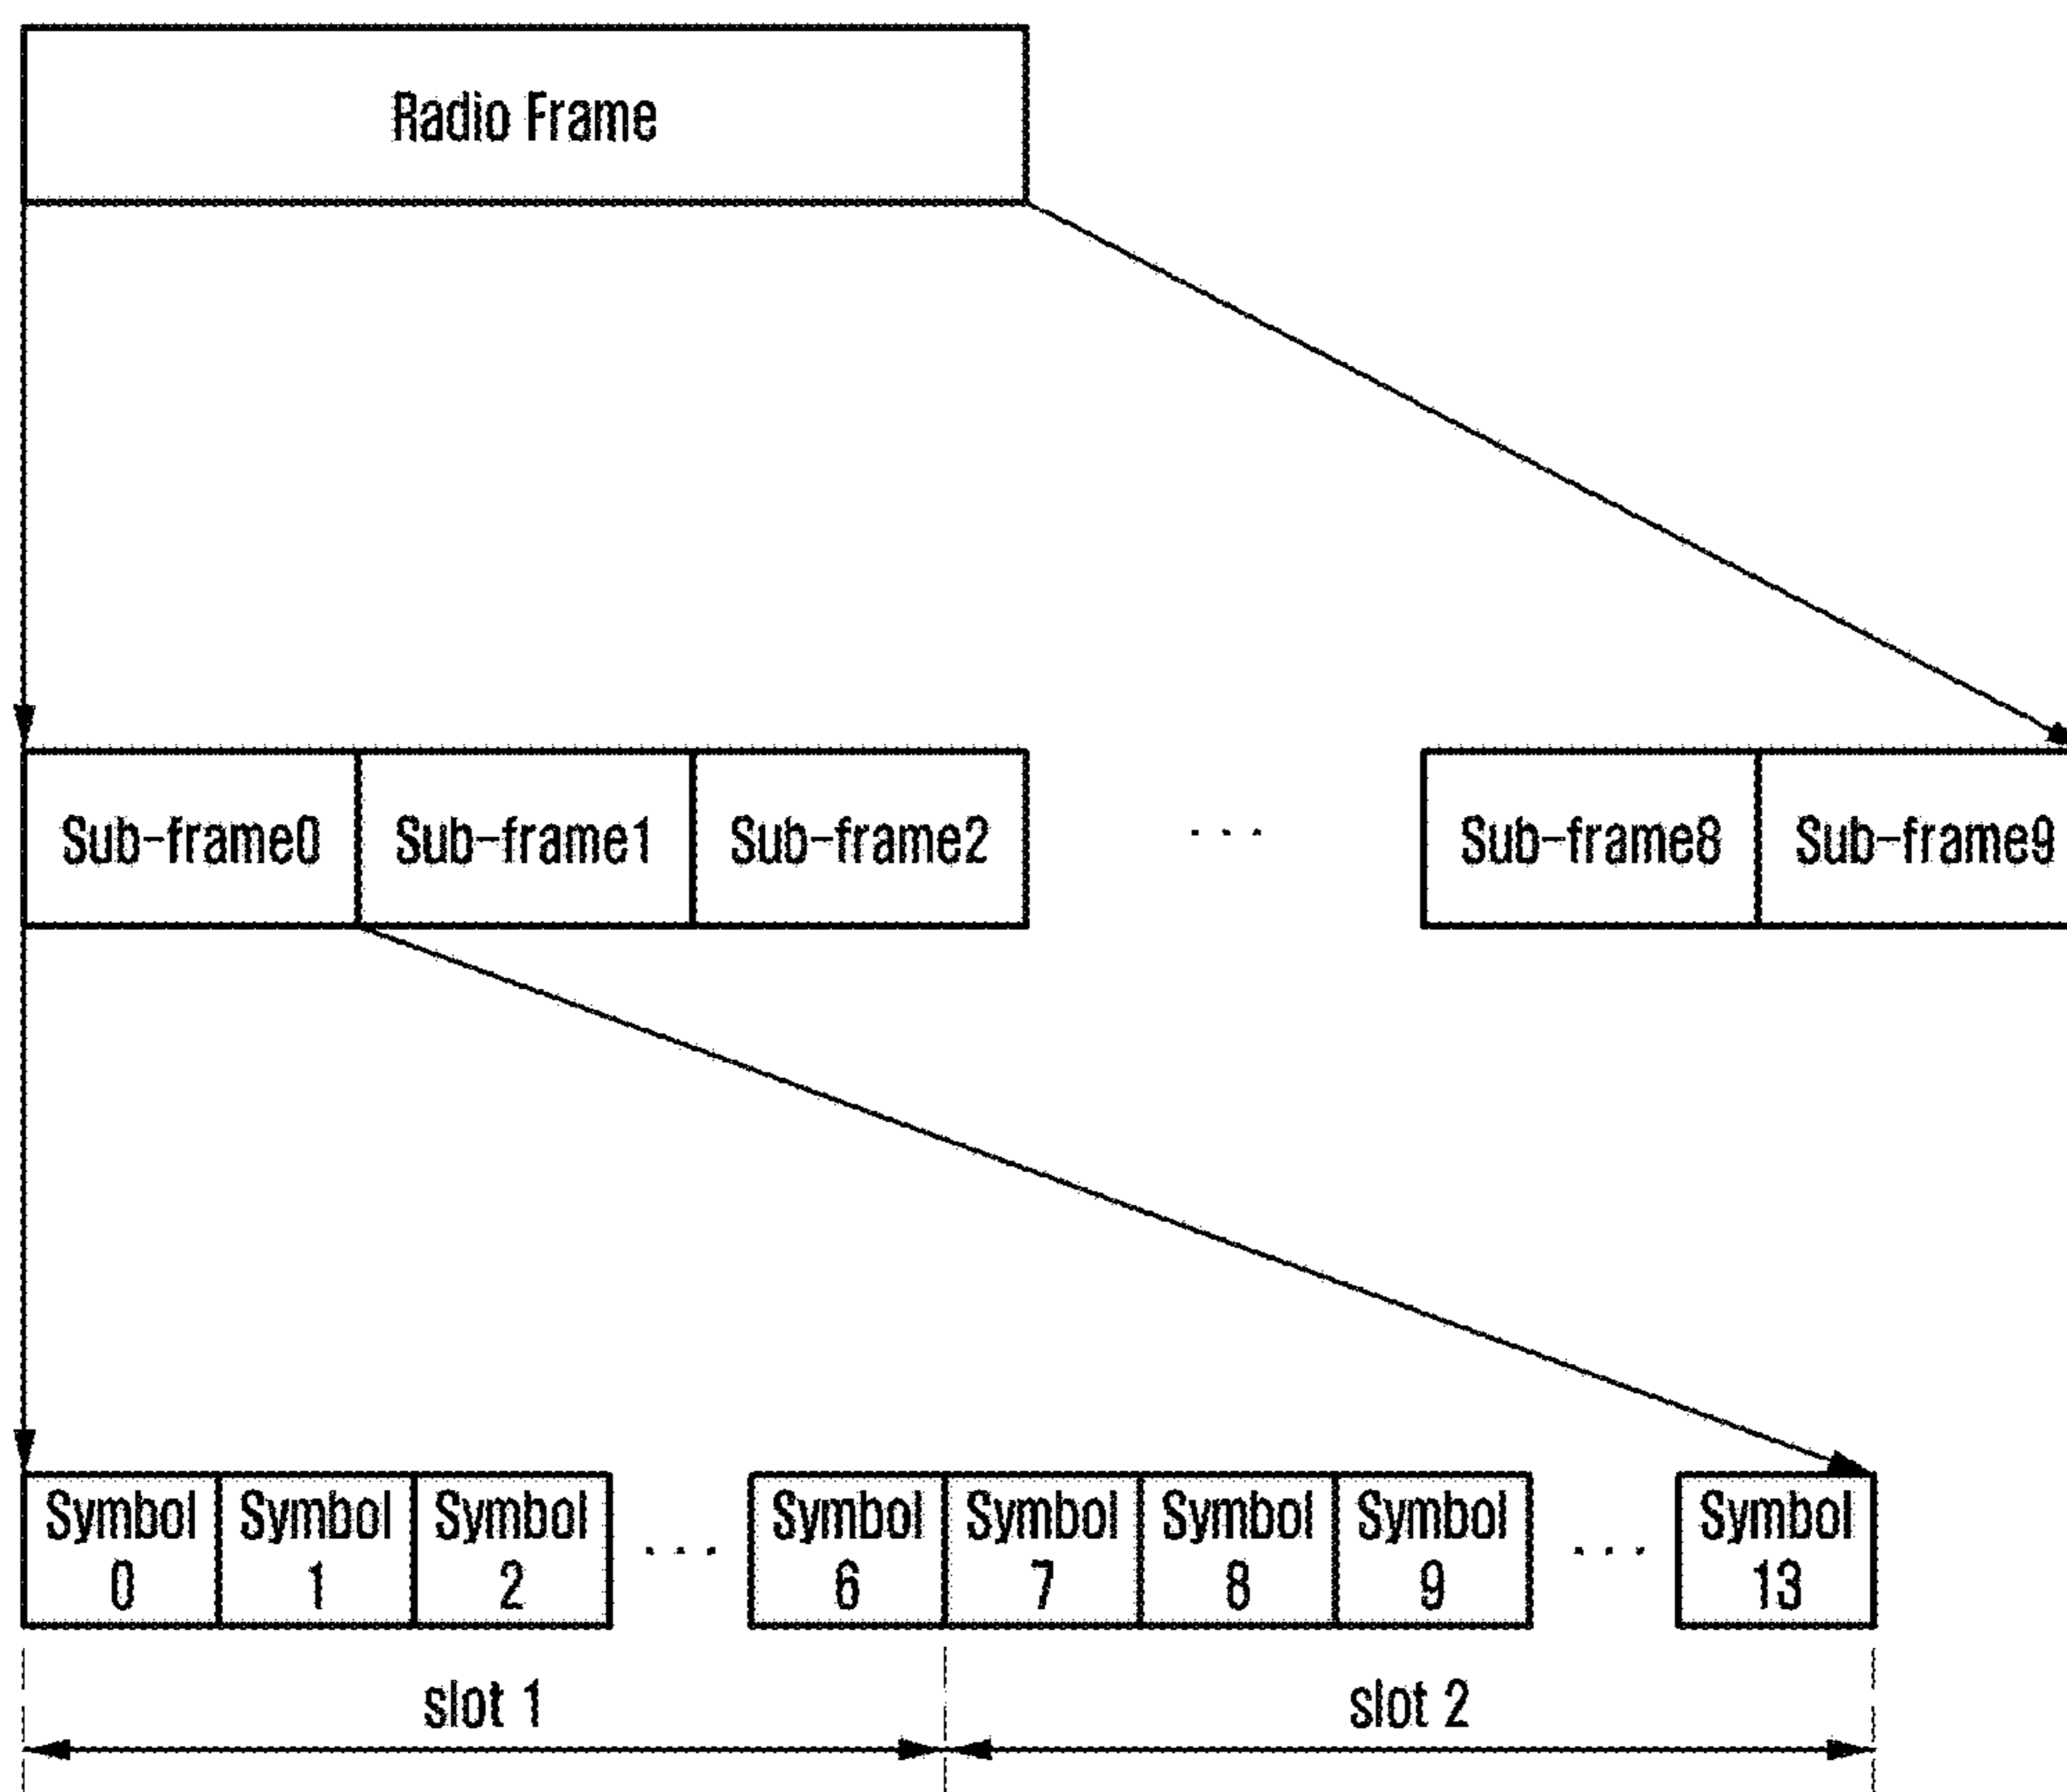 Radio Frame
Sub-frame0 Sub-frame1 Sub-frame2 ... Sub-frame8 Sub-frame9
Symbol Symbol Symbol Symbol Symbol Symbol Symbol Symbol
0 1 2 ... 6 7 8 9 ... 13
slot 1 slot 2